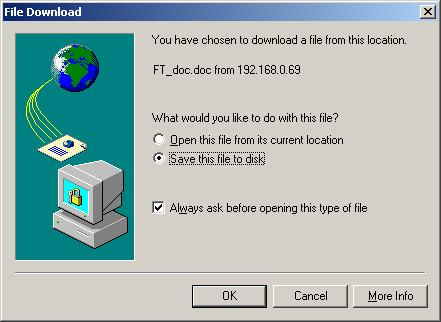 File Download
You have chosen to download a file from this location.
FT_doc.doc from 192.168.0.69
What would you like to do with this file?
Open this file from its current location
Save this file to disk
Always ask before opening this type of file
OK
Cancel
More Info